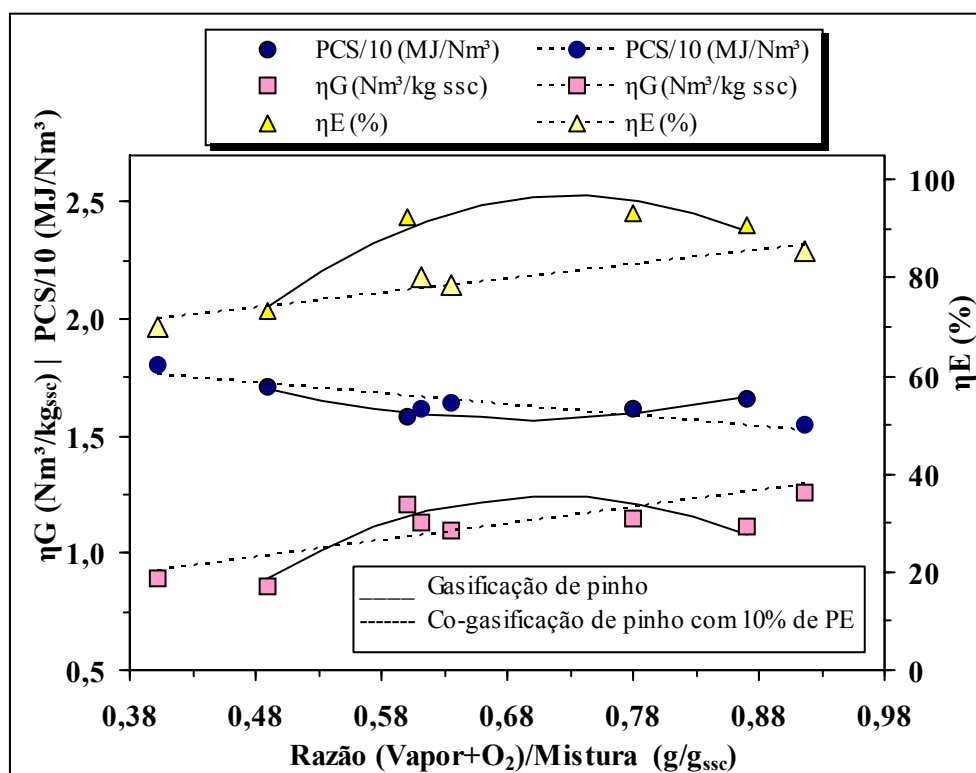 PCS/10 (MJ/Nm³) PCS/10 (MJ/Nm³)
ηG (Nm³/kg ssc) ηG (Nm³/kg ssc)
ηE (%) ηE (%)
ηG (Nm³/kgssc) | PCS/10 (MJ/Nm³)
2,5
2,0
1,5
1,0
0,5
100
80
60
40
20
0
ηE (%)
Gasificação de pinho
Co-gasificação de pinho com 10% de PE
0,38 0,48 0,58 0,68 0,78 0,88 0,98
Razão (Vapor+O₂)/Mistura (g/gssc)